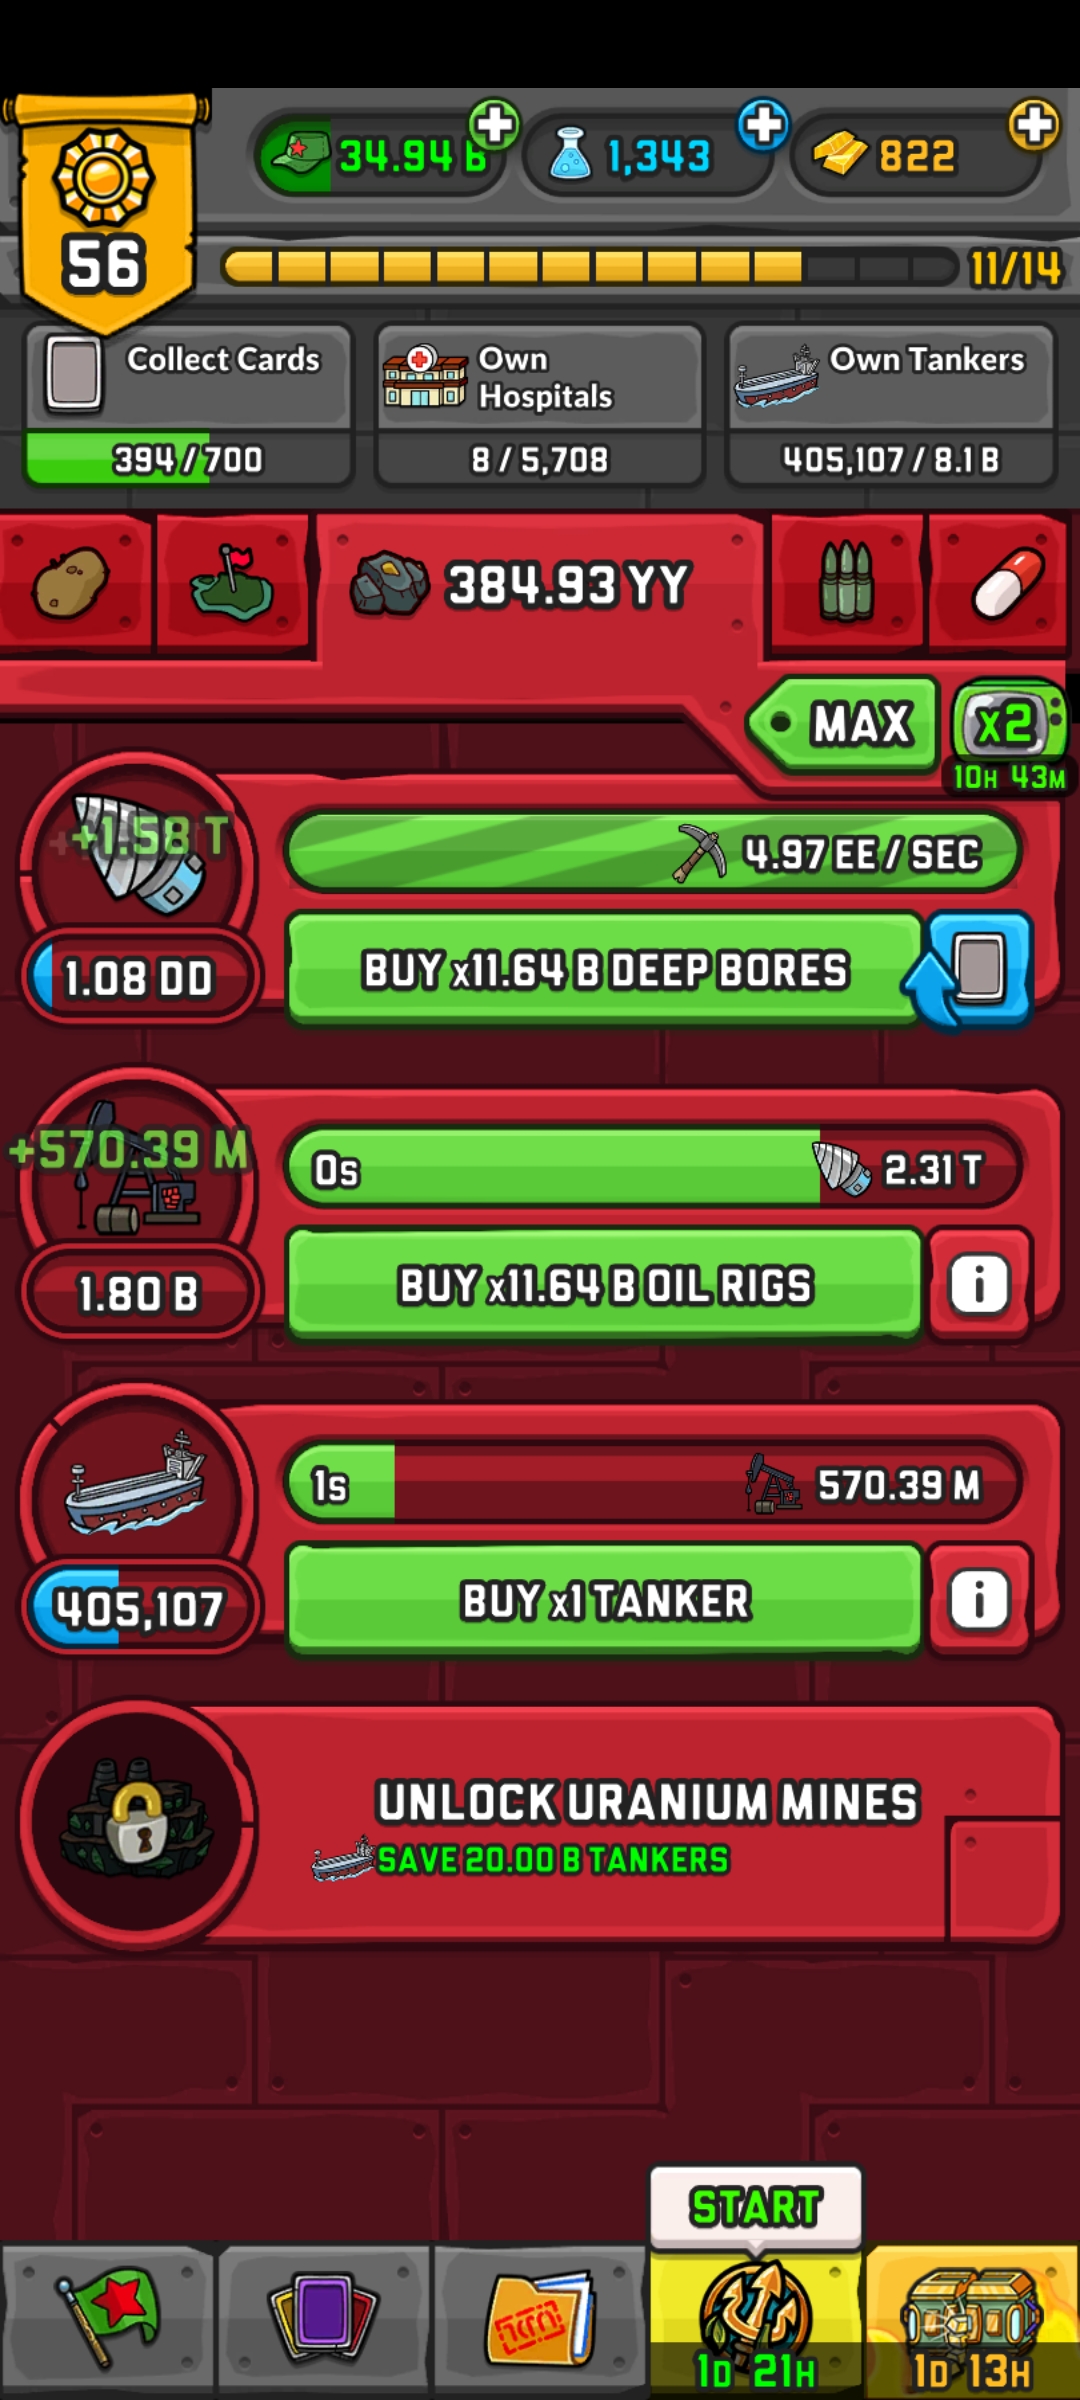 56
34.94 B
1,343
822
11/14
Collect Cards
394/700
Own
Hospitals
8/5,708
Own Tankers
405,107/8.1 B
384.93 YY
MAX
x2
10H 43M
+1.58 T
4.97 EE/SEC
1.08 DD
BUY x11.64 B DEEP BORES
+570.39 M
0s
2.31 T
1.80 B
BUY x11.64 B OIL RIGS
i
1s
570.39 M
405,107
BUY x1 TANKER
i
UNLOCK URANIUM MINES
SAVE 20.00 B TANKERS
START
1D 21H
1D 13H